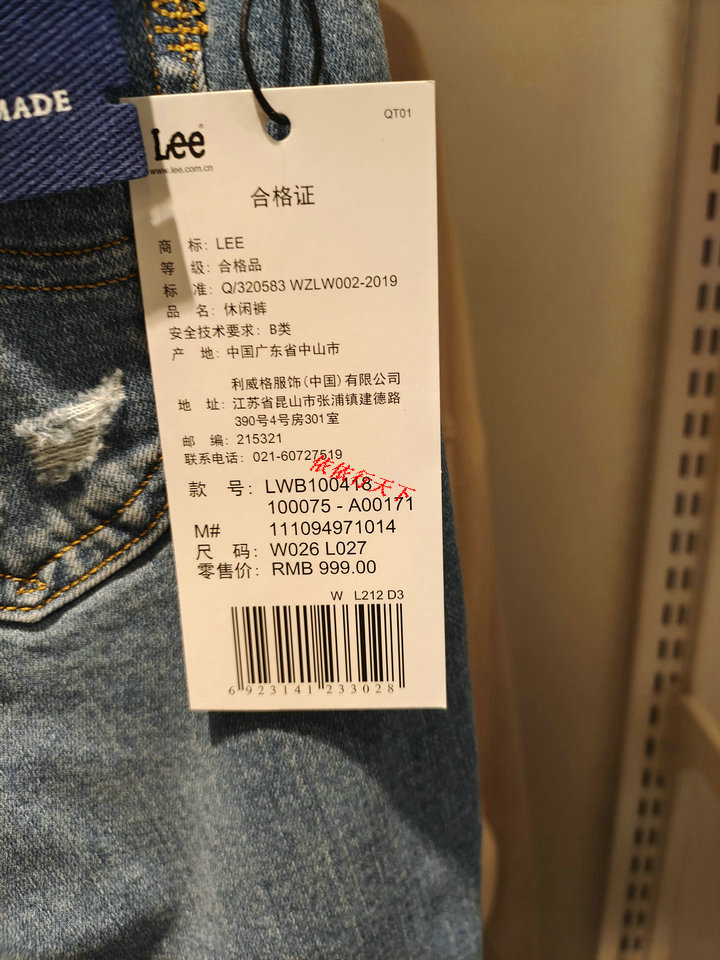 MADE
QT01
Lee
www.lee.com.cn
合格证
商 标：LEE
等 级：合格品
标 准：Q/320583 WZLW002-2019
品 名：休闲裤
安全技术要求：B类
产 地：中国广东省中山市
利威格服饰(中国)有限公司
地 址：江苏省昆山市张浦镇建德路
390号4号房301室
邮 编：215321
联系电话：021-60727519
依依行天下
款 号：LWB100418
100075 - A00171
M# 111094971014
尺 码：W026 L027
零售价：RMB 999.00
W L212 D3
6 923141 233028